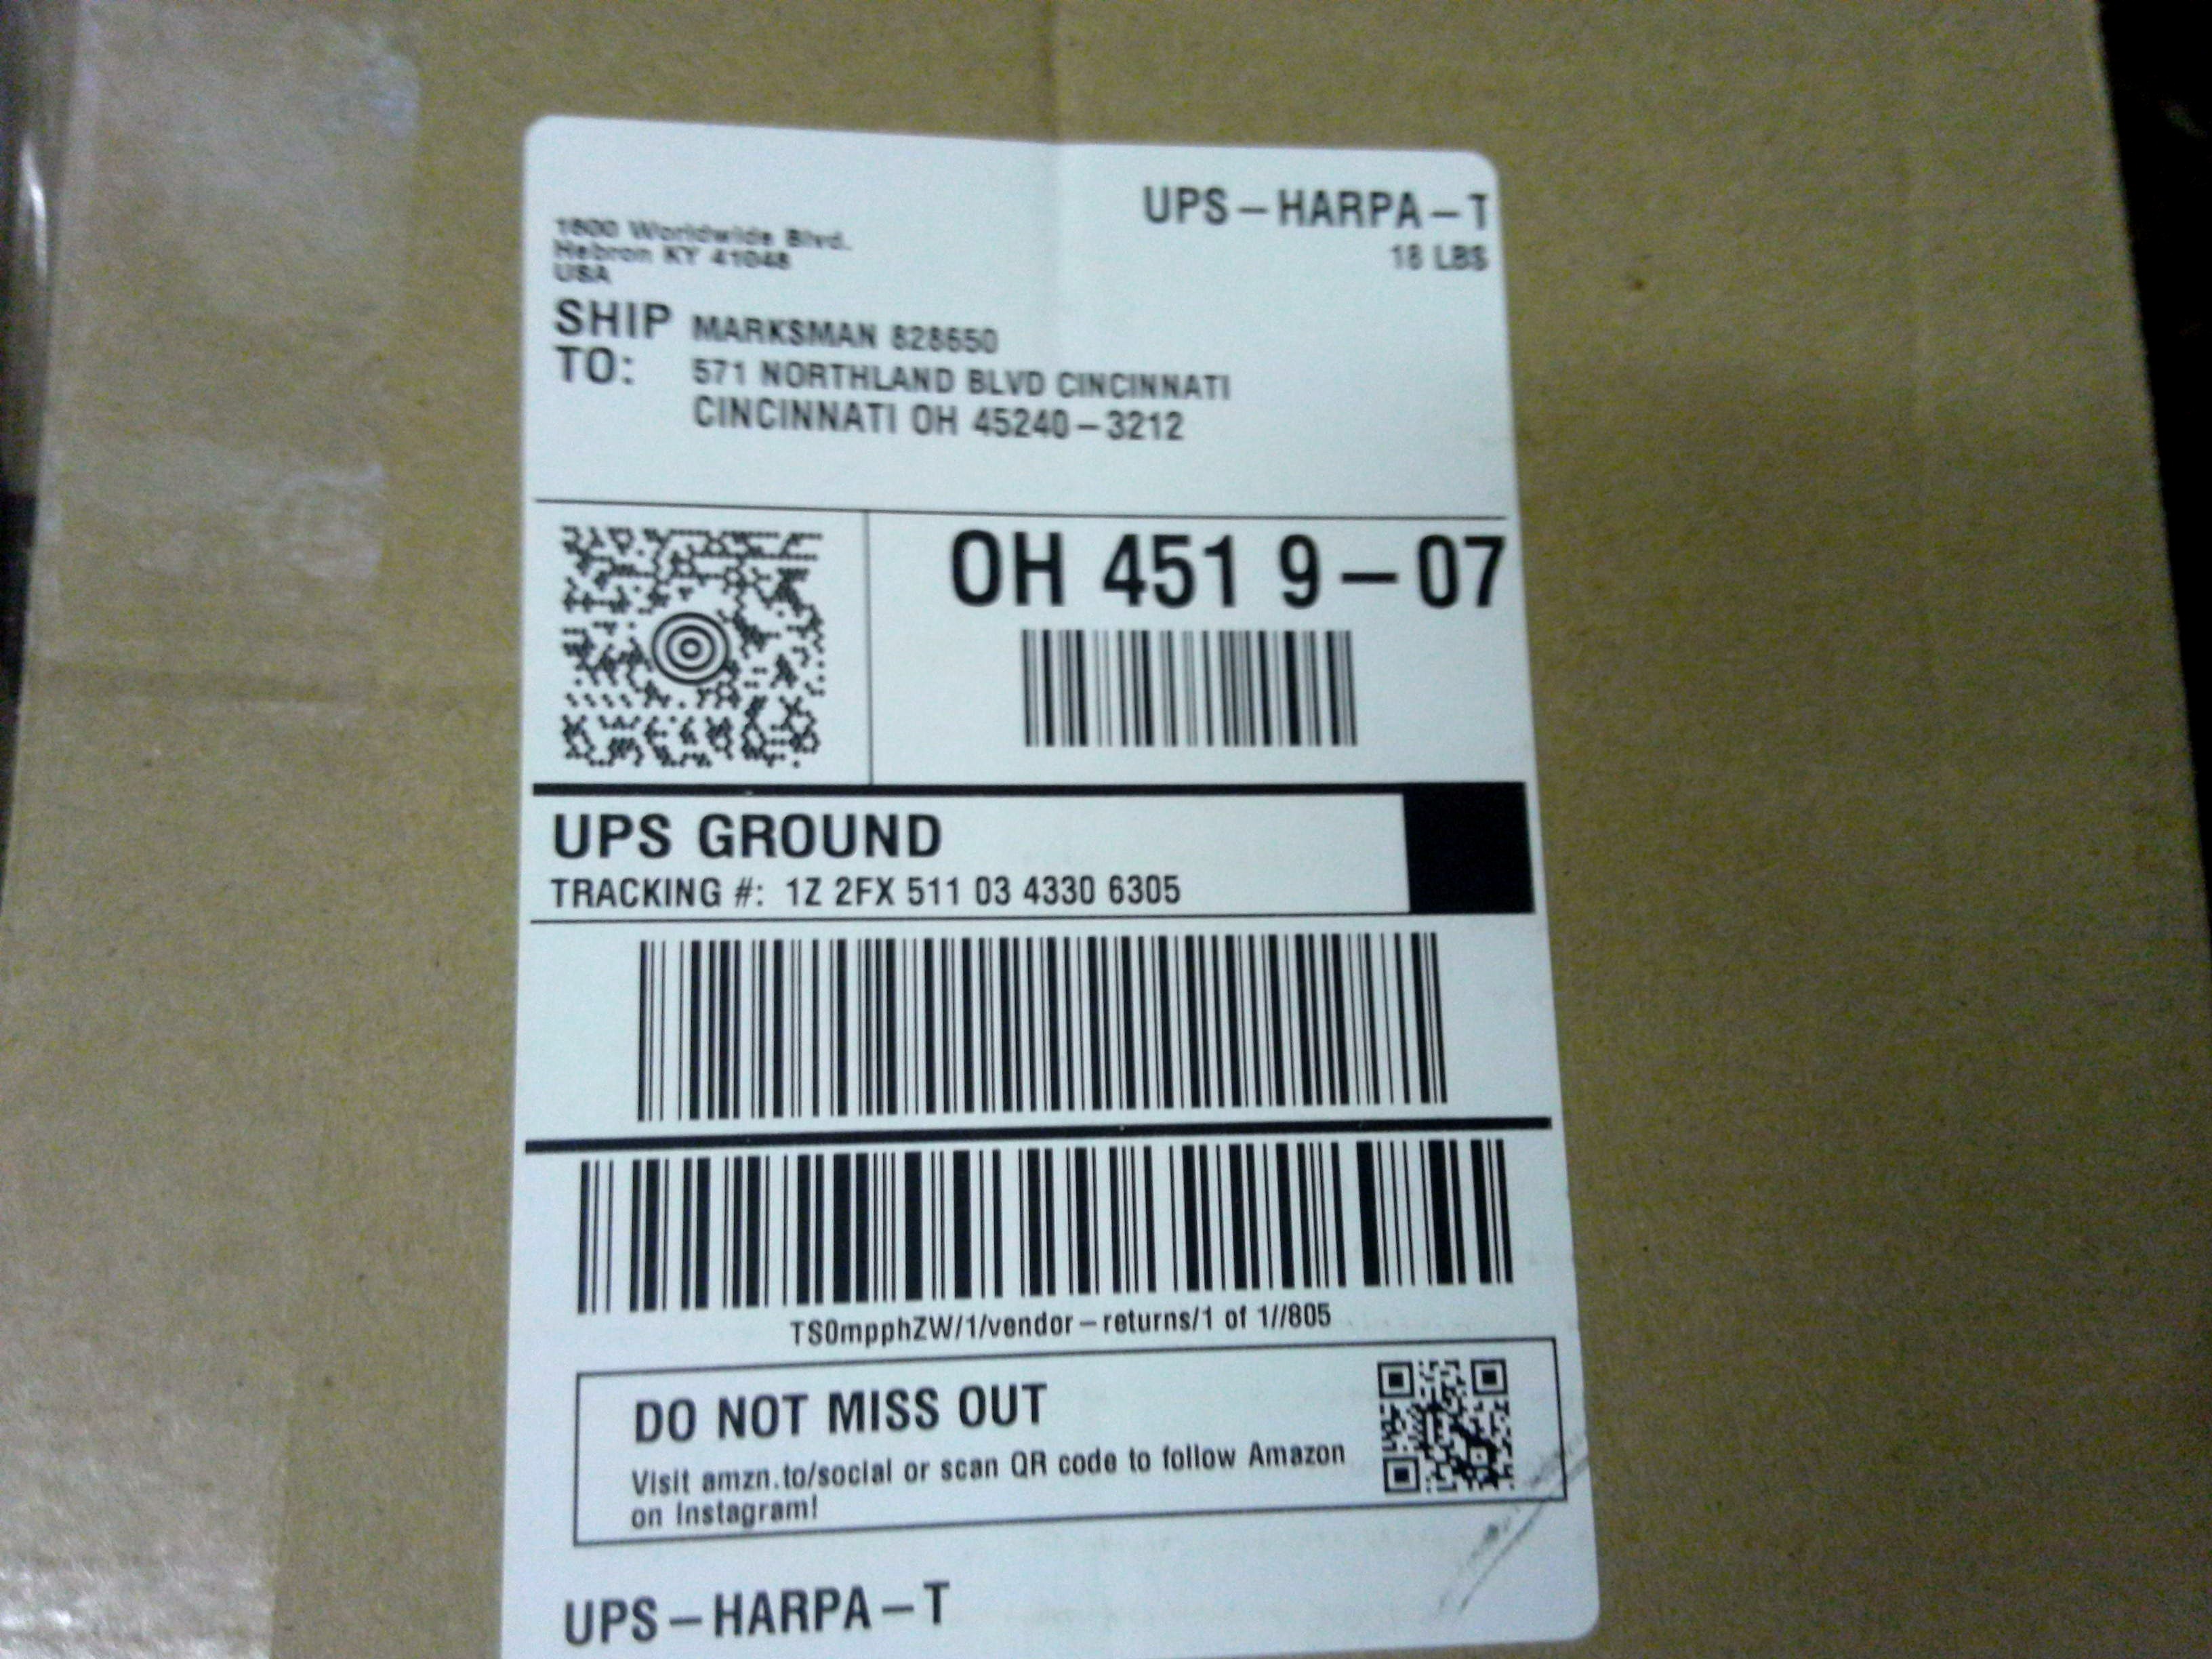 UPS – HARPA – T
18 LBS
1600 Worldwide Blvd.
Hebron KY 41048
USA
SHIP TO:
MARKSMAN 828650
571 NORTHLAND BLVD CINCINNATI
CINCINNATI OH 45240 – 3212
OH 451 9 – 07
UPS GROUND
TRACKING #: 1Z 2FX 511 03 4330 6305
TS0mpphZW/1/vendor – returns/1 of 1//805
DO NOT MISS OUT
Visit amzn.to/social or scan QR code to follow Amazon
on Instagram!
UPS – HARPA – T